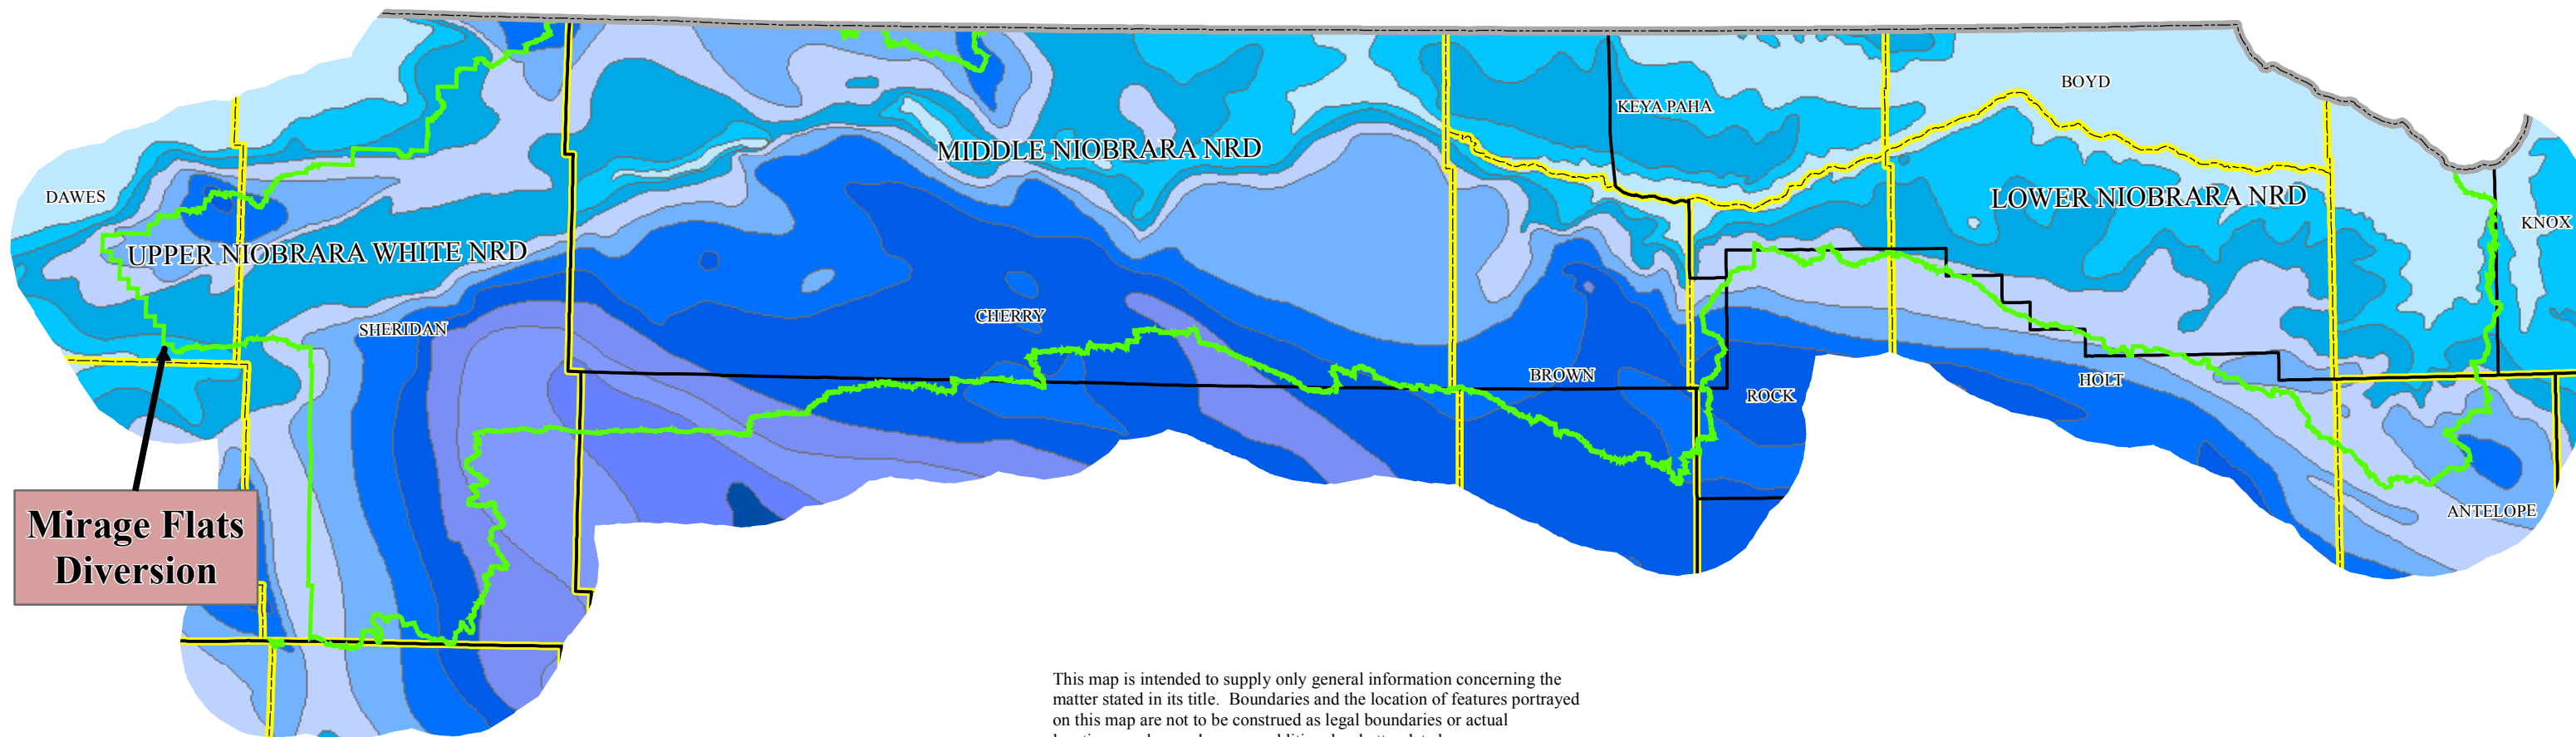 BOYD
KEYA PAHA
MIDDLE NIOBRARA NRD
DAWES
LOWER NIOBRARA NRD
KNOX
UPPER NIOBRARA WHITE NRD
CHERRY
SHERIDAN
BROWN
HOLT
ROCK
ANTELOPE
Mirage Flats
Diversion
This map is intended to supply only general information concerning the
matter stated in its title. Boundaries and the location of features portrayed
on this map are not to be construed as legal boundaries or actual